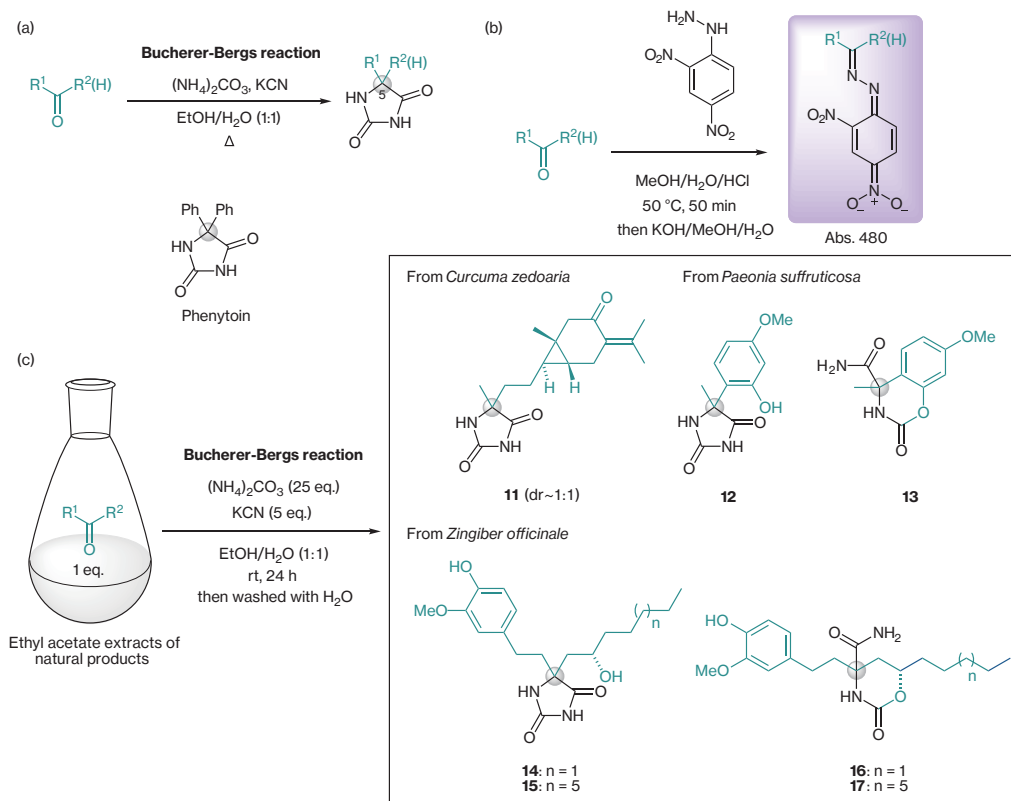 (a)
Bucherer-Bergs reaction
R1 R2(H)
O
(NH4)2CO3, KCN
EtOH/H2O (1:1)
Δ
R1 R2(H)
5
HN
O
NH
O
Ph Ph
HN
O
NH
O
Phenytoin
(b)
H2N
NH
NO2
NO2
R1 R2(H)
O
MeOH/H2O/HCl
50 °C, 50 min
then KOH/MeOH/H2O
R1 R2(H)
N
N
O2N
N+
O– O–
Abs. 480
(c)
R1 R2
O
1 eq.
Ethyl acetate extracts of
natural products
Bucherer-Bergs reaction
(NH4)2CO3 (25 eq.)
KCN (5 eq.)
EtOH/H2O (1:1)
rt, 24 h
then washed with H2O
From Curcuma zedoaria
O
H H
HN
O
NH
O
11 (dr~1:1)
From Paeonia suffruticosa
OMe
OH
HN
O
NH
O
12
O
H2N
OMe
HN
O
O
13
From Zingiber officinale
HO
MeO
n
OH
HN
O
NH
O
14: n = 1
15: n = 5
HO
OMe
O
NH2
n
HN
O
O
16: n = 1
17: n = 5